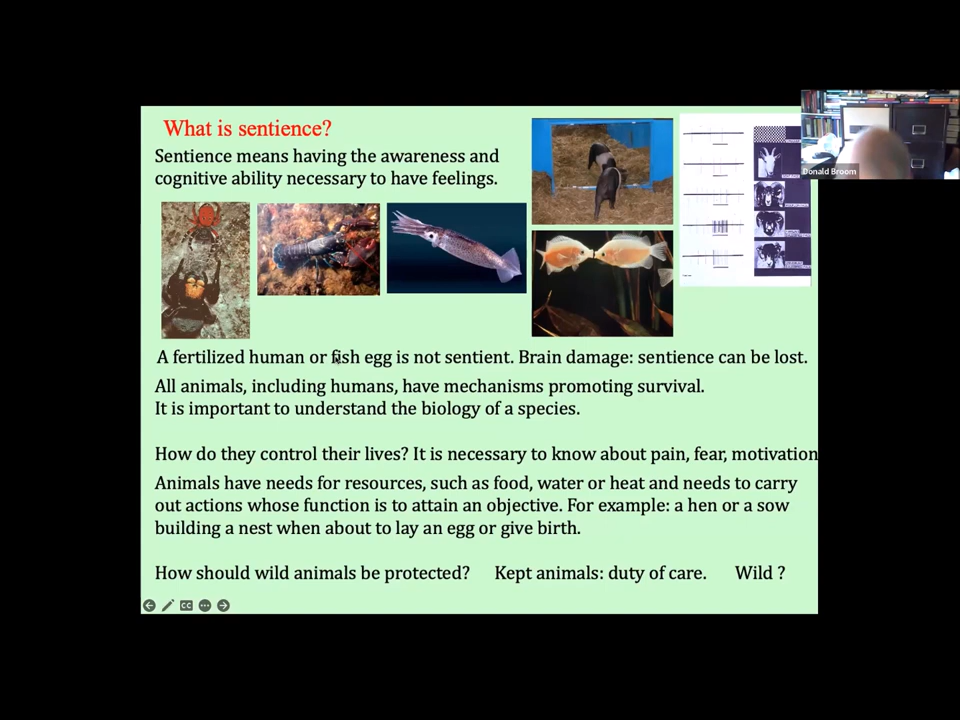 What is sentience?
Sentience means having the awareness and
cognitive ability necessary to have feelings.
Donald Broom
A fertilized human or fish egg is not sentient. Brain damage: sentience can be lost.
All animals, including humans, have mechanisms promoting survival.
It is important to understand the biology of a species.
How do they control their lives? It is necessary to know about pain, fear, motivation
Animals have needs for resources, such as food, water or heat and needs to carry
out actions whose function is to attain an objective. For example: a hen or a sow
building a nest when about to lay an egg or give birth.
How should wild animals be protected? Kept animals: duty of care. Wild ?
CC